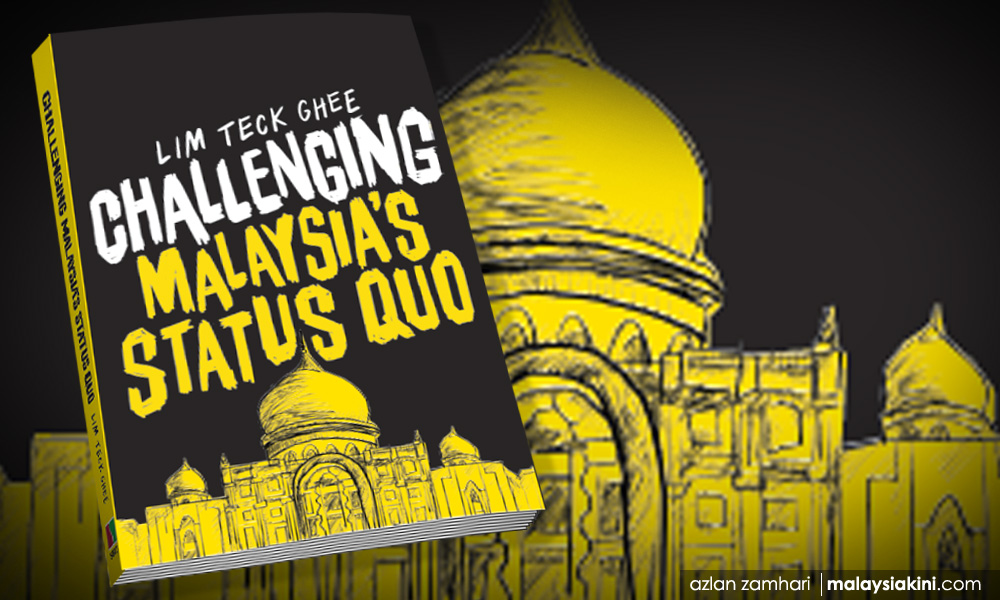 LIM TECK GHEE
CHALLENGING
MALAYSIA'S
STATUS QUO
CHALLENGING MALAYSIA'S STATUS QUO LIM TECK GHEE
azlan zamhari | malaysiakini.com